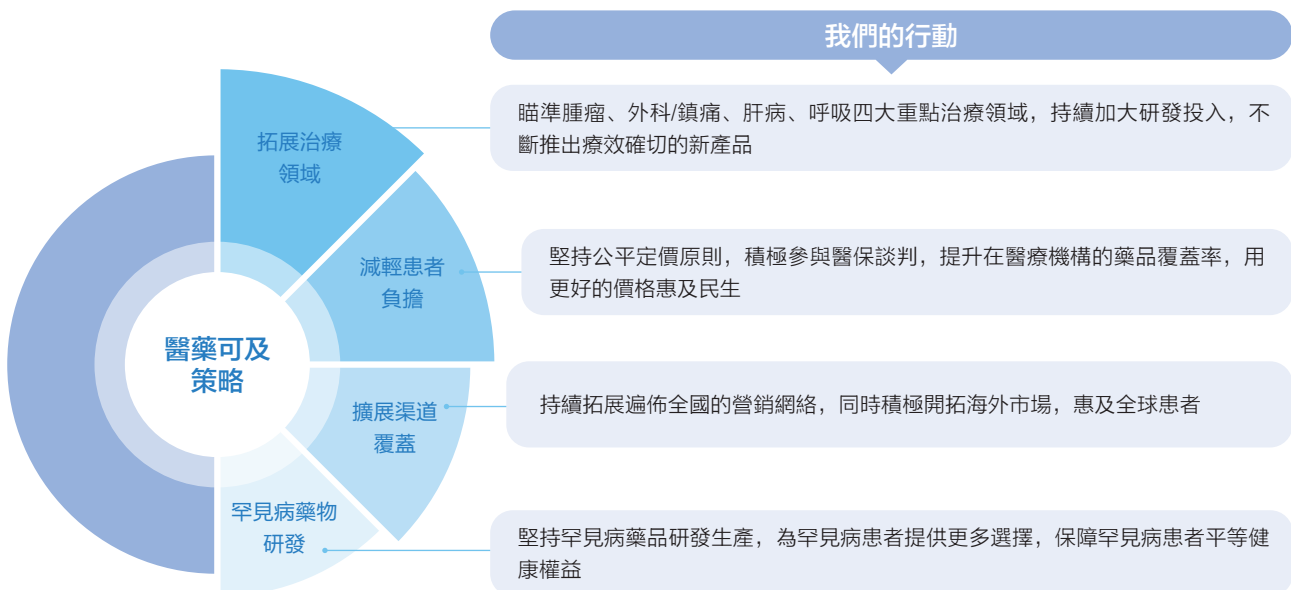 我們的行動
拓展治療
領域
瞄準腫瘤、外科/鎮痛、肝病、呼吸四大重點治療領域，持續加大研發投入，不
斷推出療效確切的新產品
減輕患者
負擔
堅持公平定價原則，積極參與醫保談判，提升在醫療機構的藥品覆蓋率，用
更好的價格惠及民生
醫藥可及
策略
擴展渠道
覆蓋
持續拓展遍佈全國的營銷網絡，同時積極開拓海外市場，惠及全球患者
罕見病藥物
研發
堅持罕見病藥品研發生產，為罕見病患者提供更多選擇，保障罕見病患者平等健
康權益